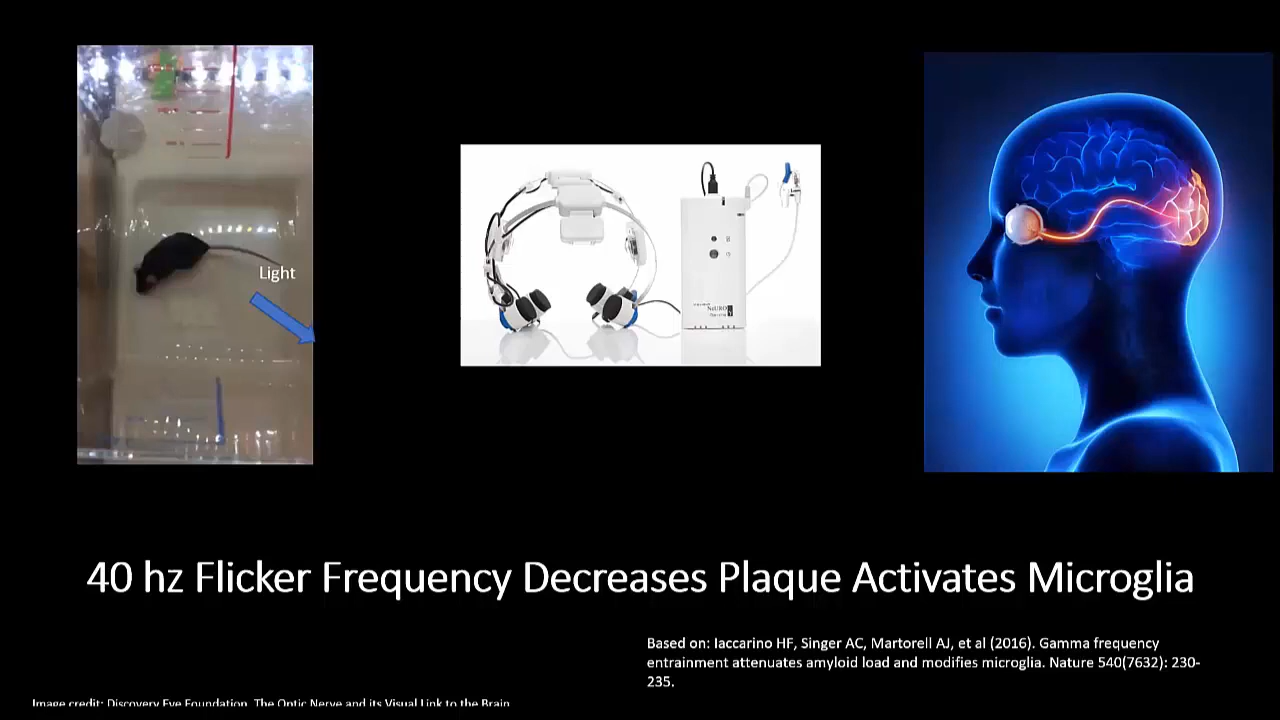 Light
NEURO
40 hz Flicker Frequency Decreases Plaque Activates Microglia
Based on: Iaccarino HF, Singer AC, Martorell AJ, et al (2016). Gamma frequency
entrainment attenuates amyloid load and modifies microglia. Nature 540(7632): 230-
235.
Image credit: Discovery Eye Foundation. The Optic Nerve and its Visual Link to the Brain